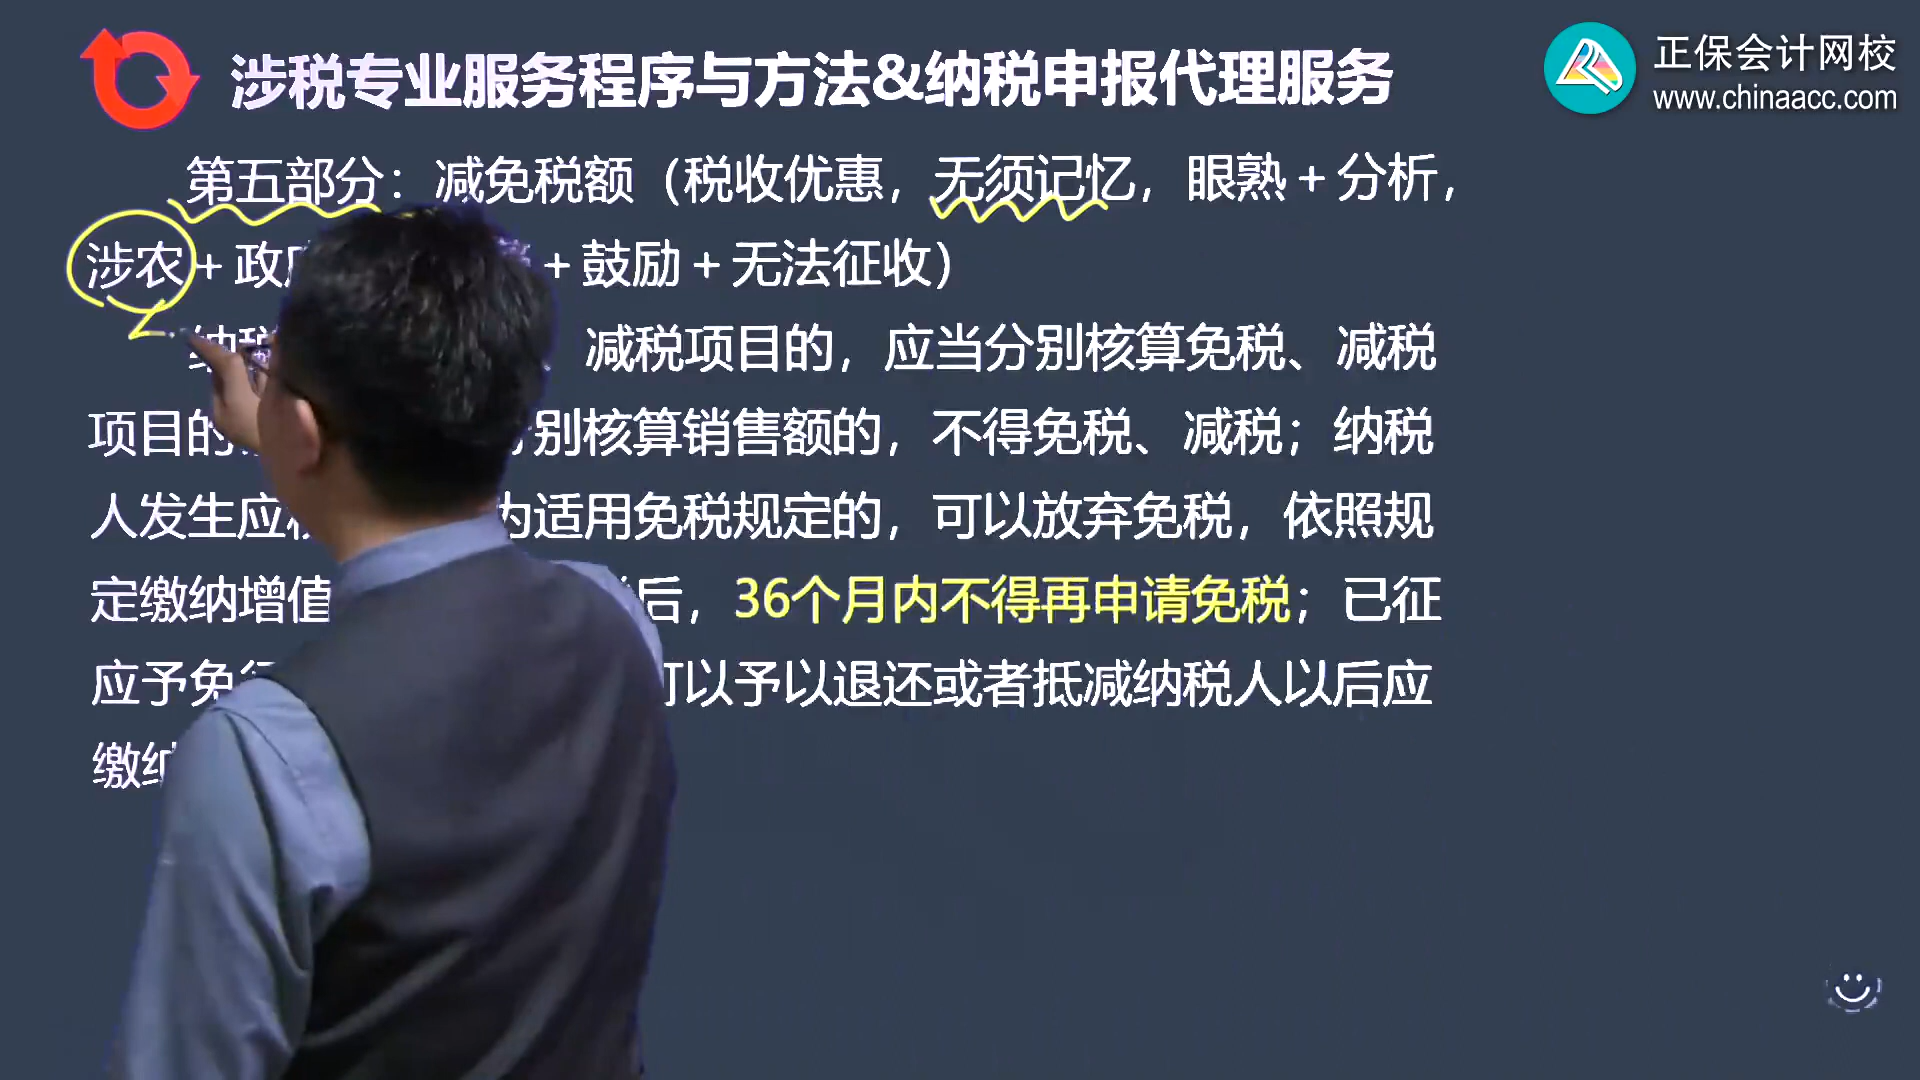 涉税专业服务程序与方法&纳税申报代理服务
正保会计网校
www.chinaacc.com
第五部分：减免税额（税收优惠，无须记忆，眼熟＋分析，
涉农＋政 ＋鼓励＋无法征收）
纳税 减税项目的，应当分别核算免税、减税
项目的 别核算销售额的，不得免税、减税；纳税
人发生应 为适用免税规定的，可以放弃免税，依照规
定缴纳增值 后，36个月内不得再申请免税；已征
应予免 可以予以退还或者抵减纳税人以后应
缴纳